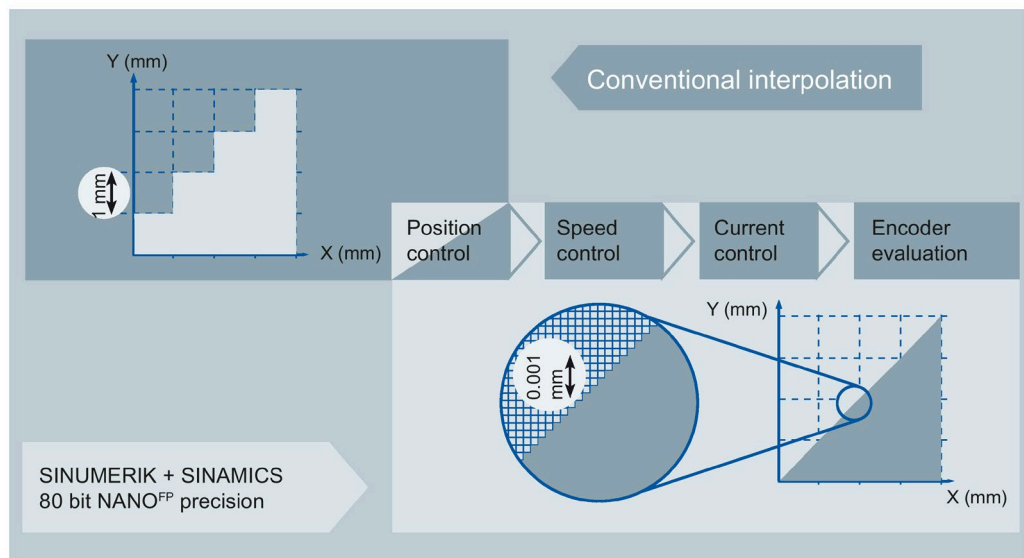 Y (mm)
Conventional interpolation
1 mm
X (mm)
Position
control
Speed
control
Current
control
Encoder
evaluation
Y (mm)
0.001
mm
SINUMERIK + SINAMICS
80 bit NANOFP precision
X (mm)